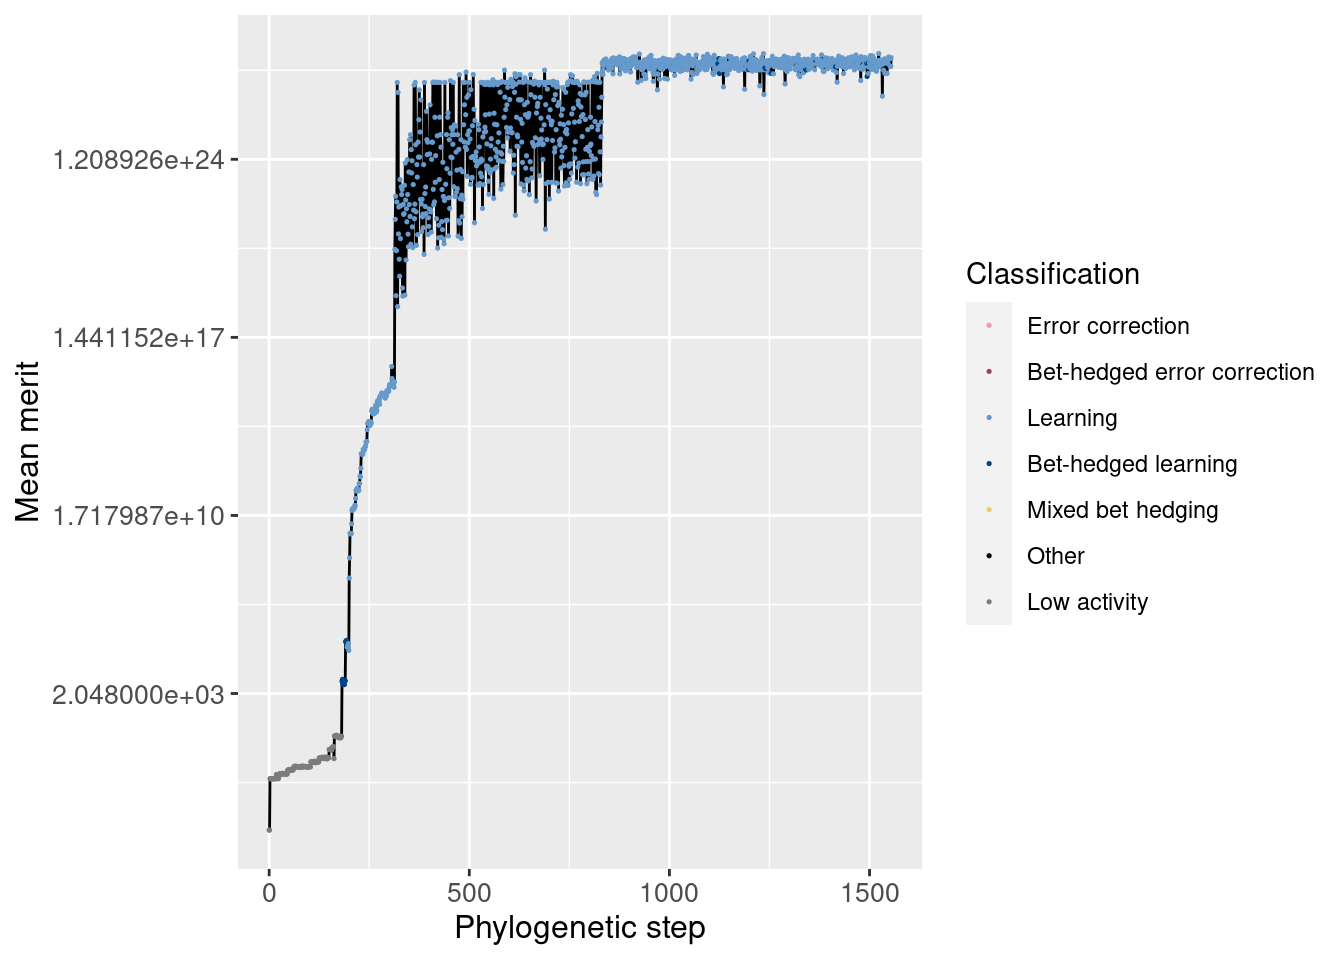 1.208926e+24
1.441152e+17
1.717987e+10
2.048000e+03
Mean merit
0
500
1000
1500
Phylogenetic step
Classification
Error correction
Bet-hedged error correction
Learning
Bet-hedged learning
Mixed bet hedging
Other
Low activity